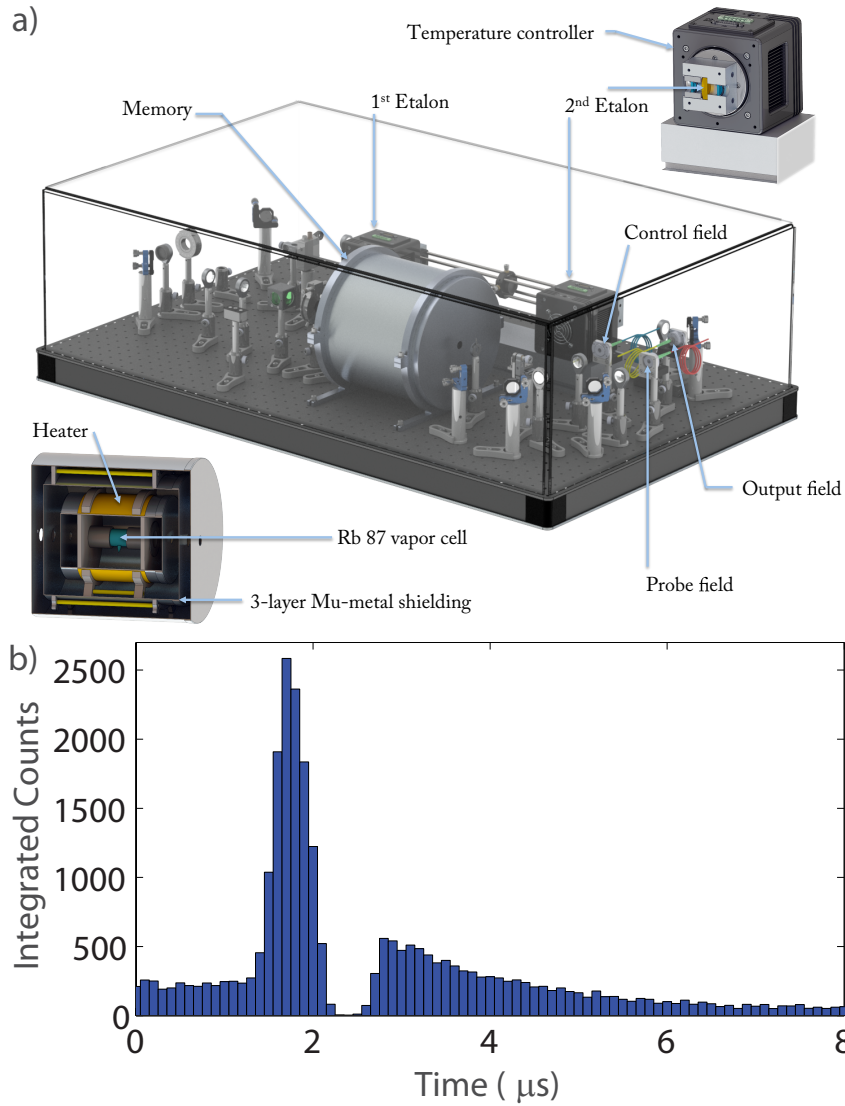 a)
Temperature controller
1st Etalon
Memory
2nd Etalon
Control field
Heater
Output field
Rb 87 vapor cell
Probe field
3-layer Mu-metal shielding
b)
2500
2000
1500
1000
500
0
Integrated Counts
0 2 4 6 8
Time ( μs)